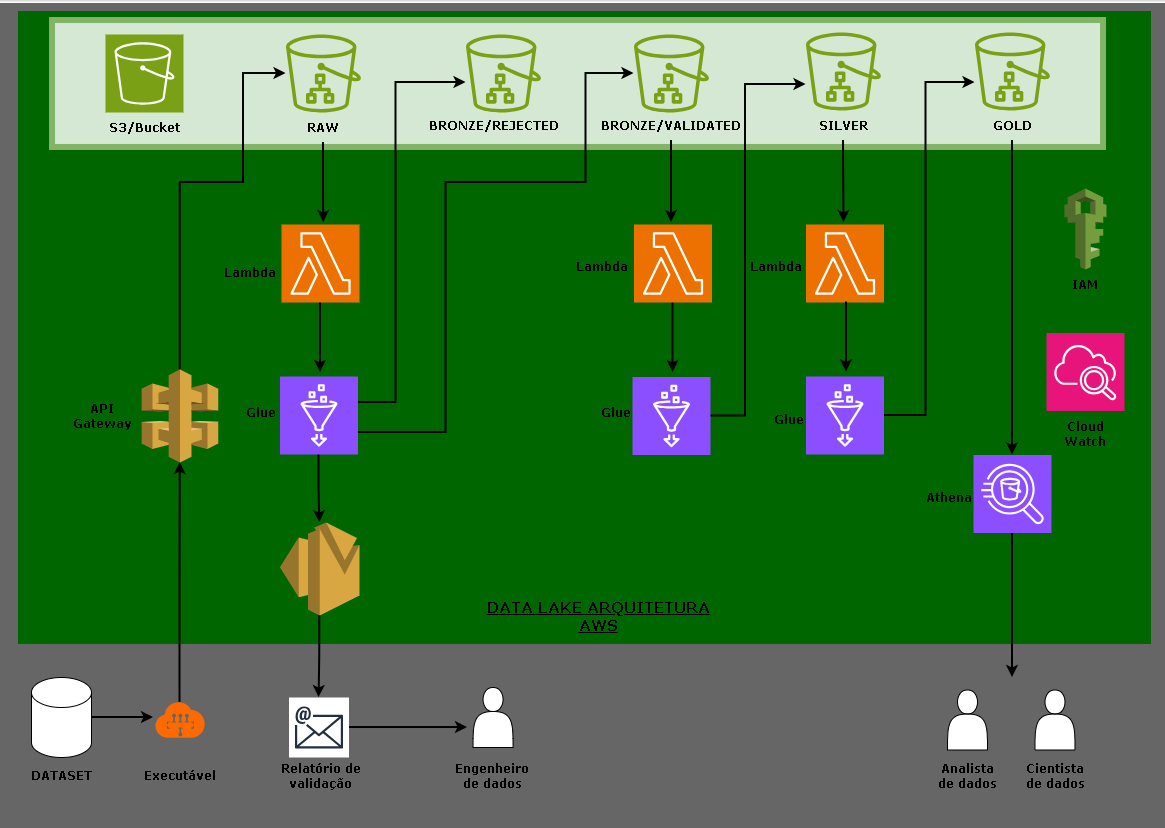 S3/Bucket
RAW
BRONZE/REJECTED
BRONZE/VALIDATED
SILVER
GOLD
Lambda
Lambda
Lambda
IAM
API
Gateway
Glue
Glue
Glue
Cloud
Watch
Athena
DATA LAKE ARQUITETURA
AWS
@
DATASET
Executável
Relatório de
validação
Engenheiro
de dados
Analista
de dados
Cientista
de dados